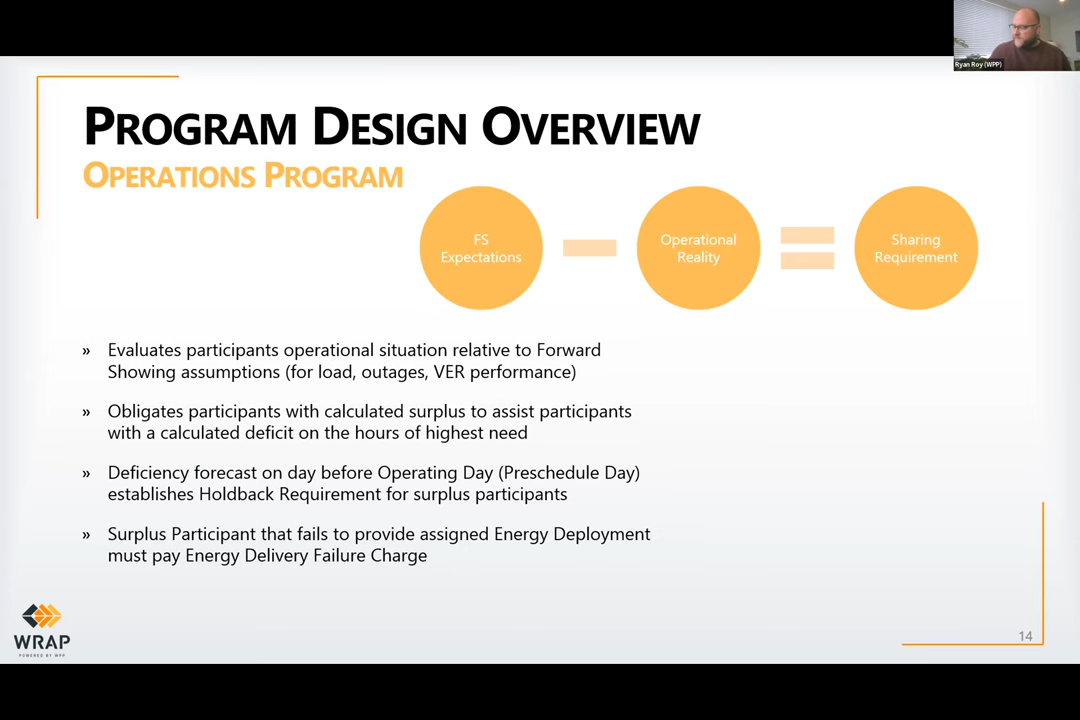 Ryan Roy (WPP)
PROGRAM DESIGN OVERVIEW
OPERATIONS PROGRAM
FS
Expectations
Operational
Reality
Sharing
Requirement
» Evaluates participants operational situation relative to Forward
Showing assumptions (for load, outages, VER performance)
» Obligates participants with calculated surplus to assist participants
with a calculated deficit on the hours of highest need
» Deficiency forecast on day before Operating Day (Preschedule Day)
establishes Holdback Requirement for surplus participants
» Surplus Participant that fails to provide assigned Energy Deployment
must pay Energy Delivery Failure Charge
WRAP
POWERED BY WPP
14